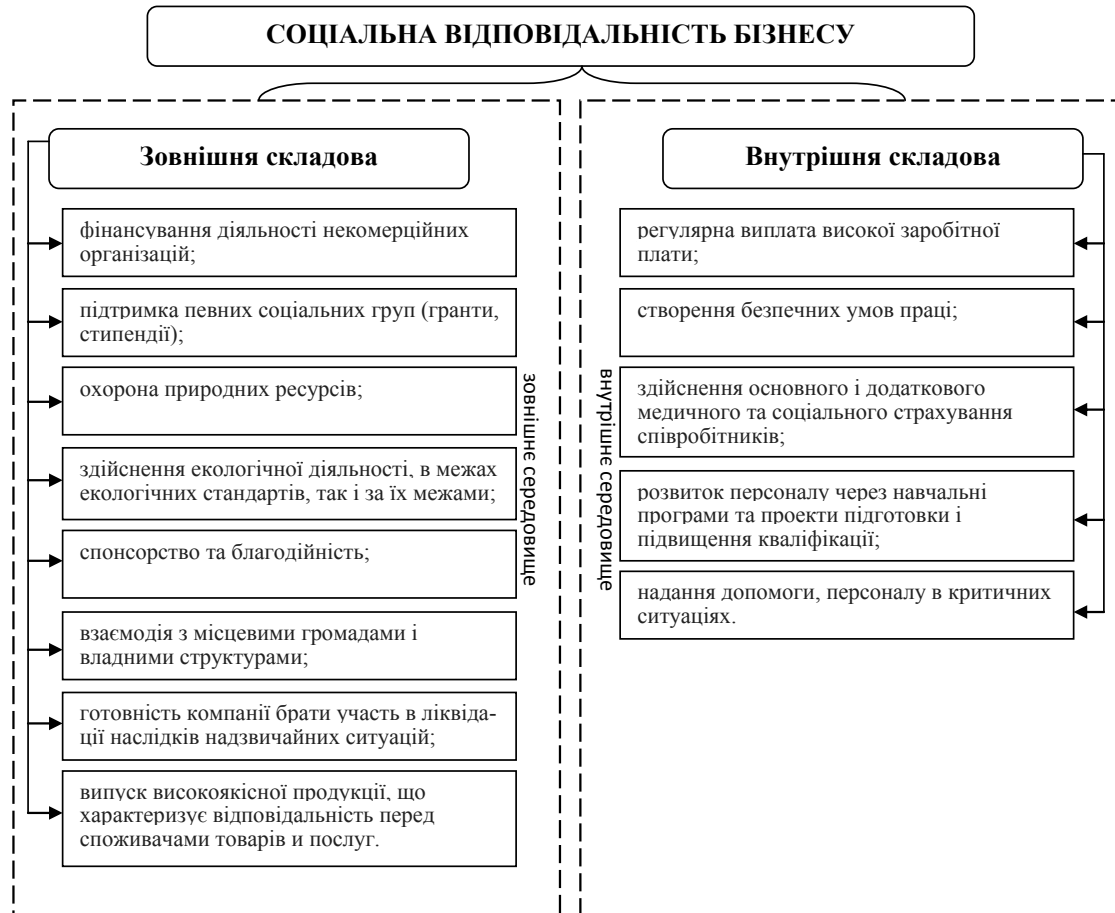 СОЦІАЛЬНА ВІДПОВІДАЛЬНІСТЬ БІЗНЕСУ
Зовнішня складова
фінансування діяльності некомерційних
організацій;
підтримка певних соціальних груп (гранти,
стипендії);
охорона природних ресурсів;
здійснення екологічної діяльності, в межах
екологічних стандартів, так і за їх межами;
спонсорство та благодійність;
взаємодія з місцевими громадами і
владними структурами;
готовність компанії брати участь в ліквіда-
ції наслідків надзвичайних ситуацій;
випуск високоякісної продукції, що
характеризує відповідальність перед
споживачами товарів и послуг.
зовнішнє середовище
Внутрішня складова
внутрішнє середовище
регулярна виплата високої заробітної
плати;
створення безпечних умов праці;
здійснення основного і додаткового
медичного та соціального страхування
співробітників;
розвиток персоналу через навчальні
програми та проекти підготовки і
підвищення кваліфікації;
надання допомоги, персоналу в критичних
ситуаціях.